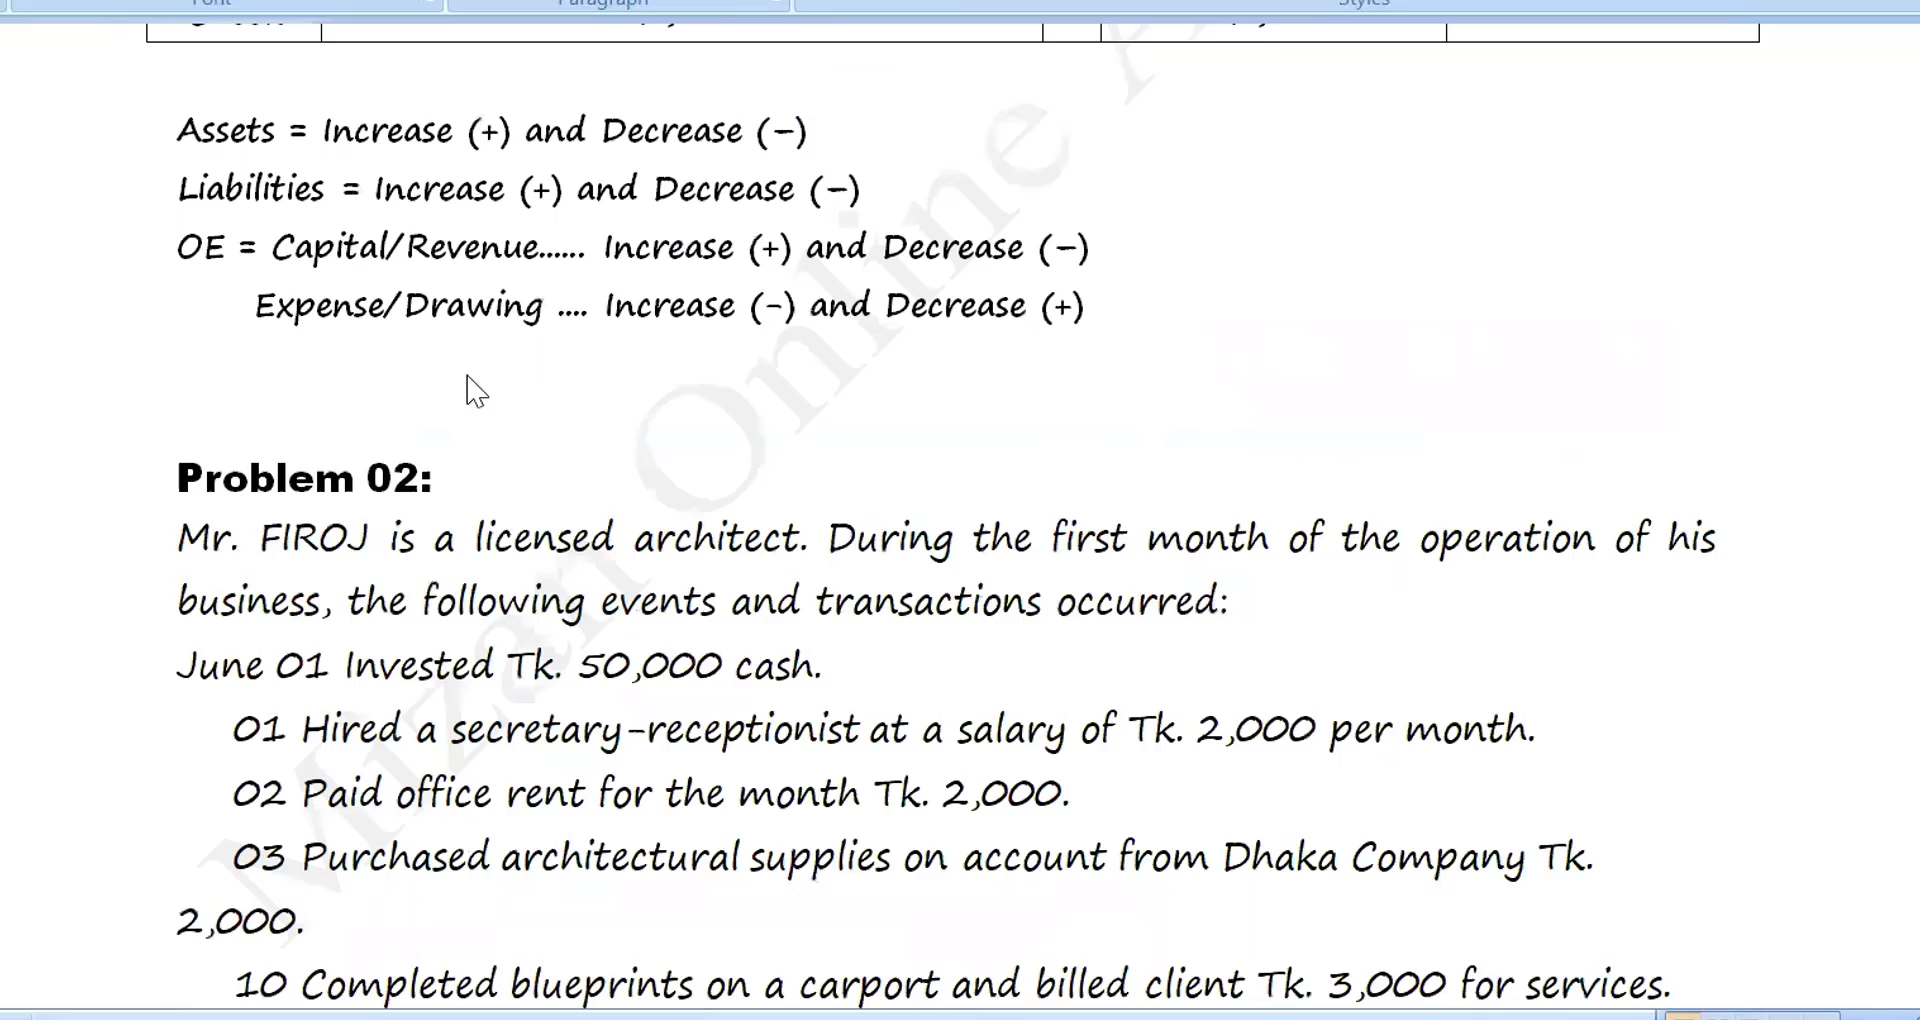 Font Paragraph Styles
Assets = Increase (+) and Decrease (−)
Liabilities = Increase (+) and Decrease (−)
OE = Capital/Revenue...... Increase (+) and Decrease (−)
Expense/Drawing .... Increase (-) and Decrease (+)
Problem 02:
Mr. FIROJ is a licensed architect. During the first month of the operation of his
business, the following events and transactions occurred:
June 01 Invested Tk. 50,000 cash.
01 Hired a secretary-receptionist at a salary of Tk. 2,000 per month.
02 Paid office rent for the month Tk. 2,000.
03 Purchased architectural supplies on account from Dhaka Company Tk.
2,000.
10 Completed blueprints on a carport and billed client Tk. 3,000 for services.
Mizan Online